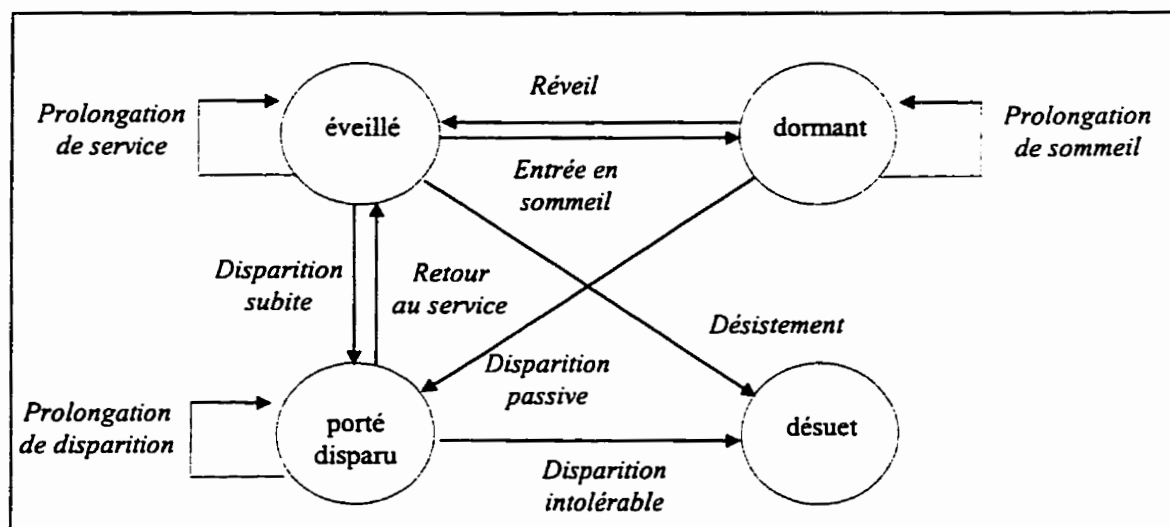 Réveil
Prolongation
de service
éveillé
dormant
Prolongation
de sommeil
Entrée en
sommeil
Disparition
subite
Retour
au service
Désistement
Disparition
passive
Prolongation
de disparition
porté
disparu
désuet
Disparition
intolérable